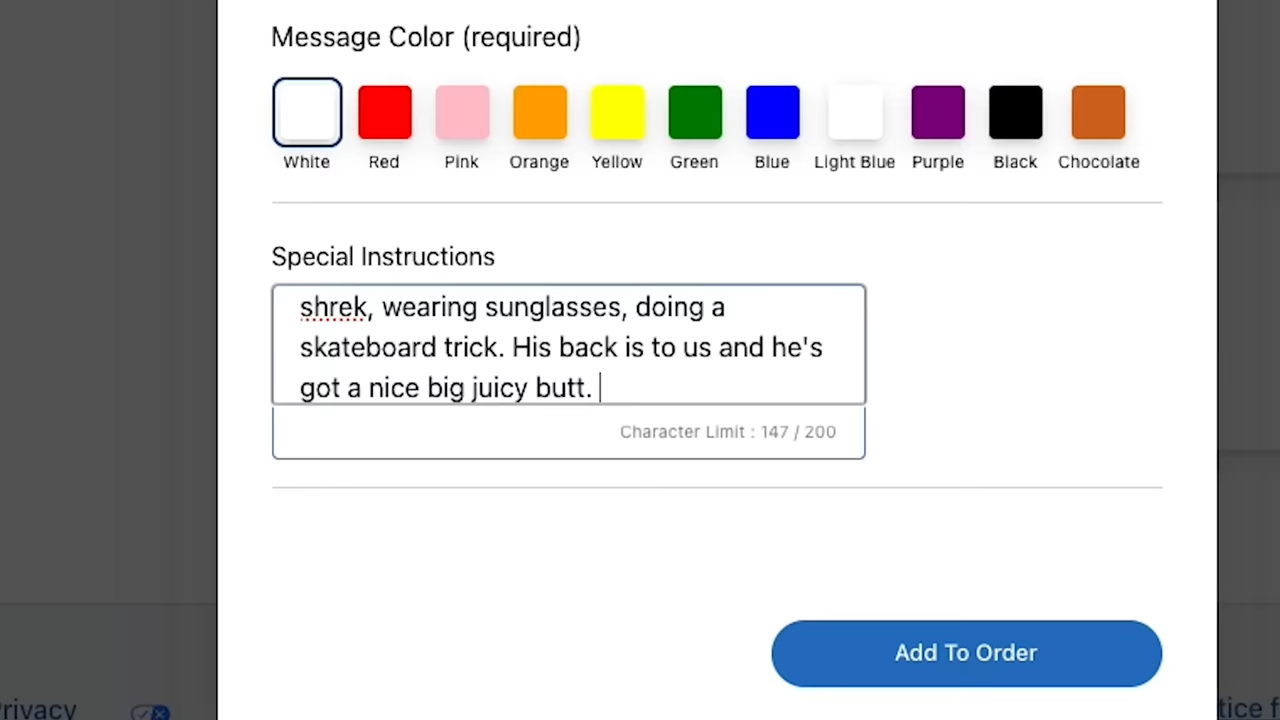 Message Color (required)
White Red Pink Orange Yellow Green Blue Light Blue Purple Black Chocolate
Special Instructions
shrek, wearing sunglasses, doing a
skateboard trick. His back is to us and he's
got a nice big juicy butt.
Character Limit : 147 / 200
Add To Order
rivacy
tice f